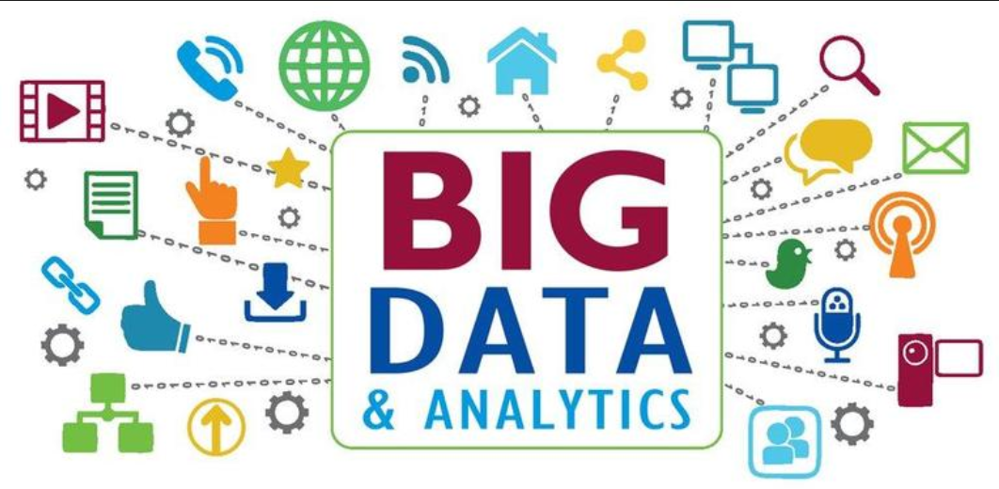 BIG
DATA
& ANALYTICS